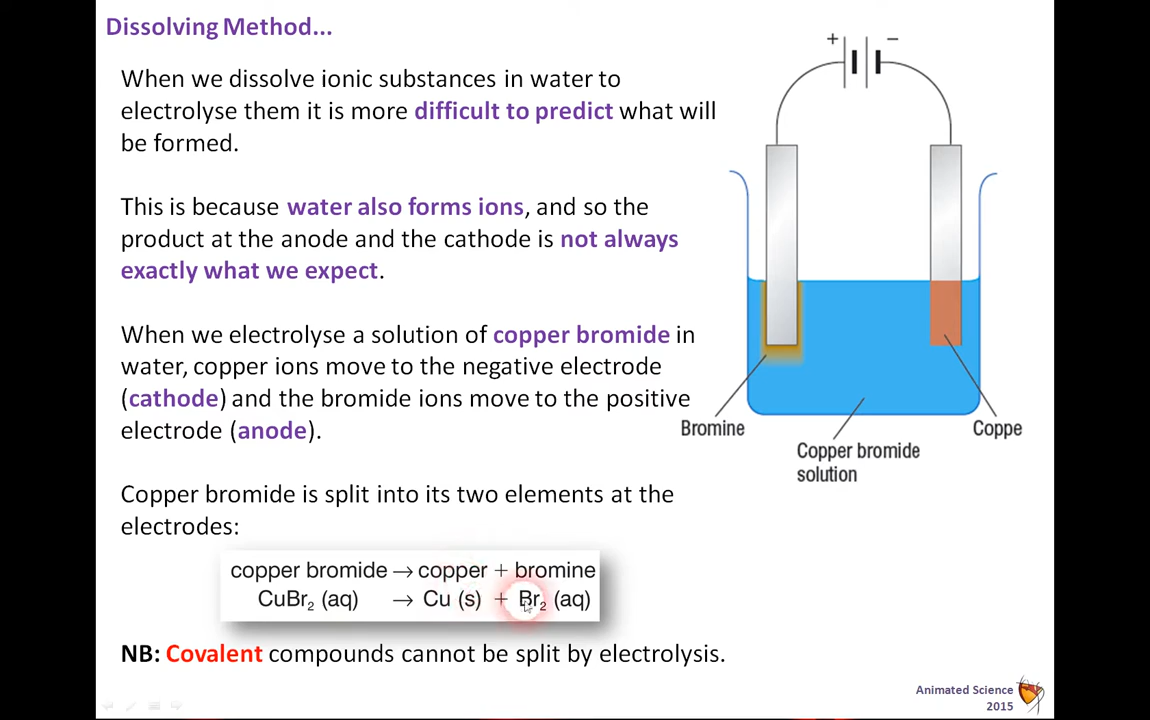 Dissolving Method...
When we dissolve ionic substances in water to
electrolyse them it is more difficult to predict what will
be formed.
This is because water also forms ions, and so the
product at the anode and the cathode is not always
exactly what we expect.
When we electrolyse a solution of copper bromide in
water, copper ions move to the negative electrode
(cathode) and the bromide ions move to the positive
electrode (anode).
Copper bromide is split into its two elements at the
electrodes:
copper bromide → copper + bromine
CuBr₂ (aq) → Cu (s) + Br₂ (aq)
NB: Covalent compounds cannot be split by electrolysis.
+ −
Bromine
Copper bromide
solution
Coppe
Animated Science
2015